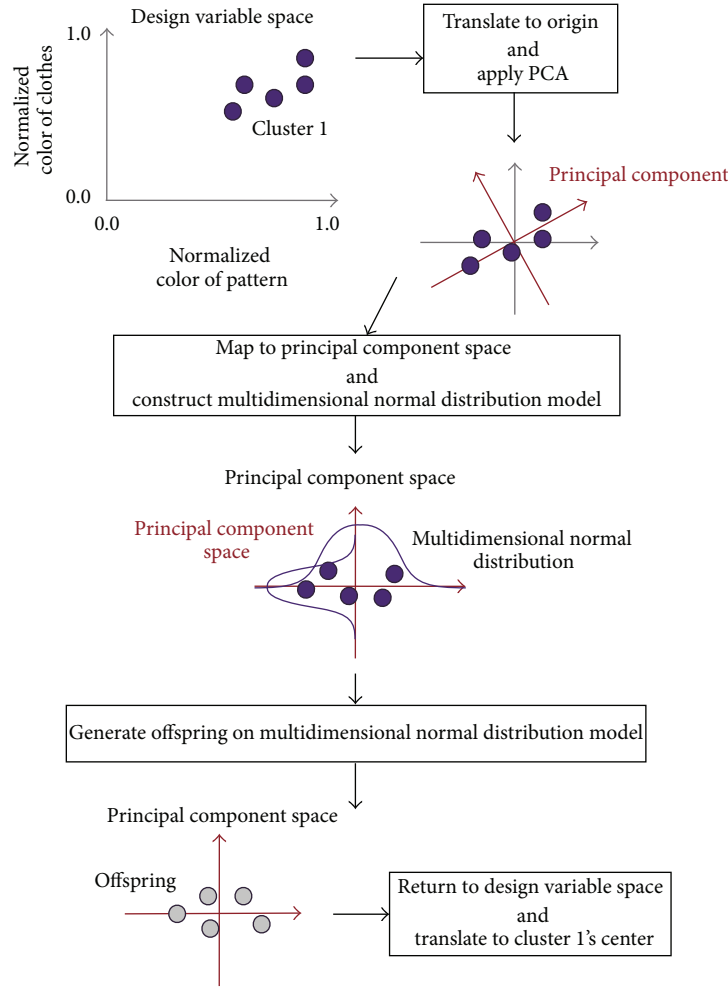 Design variable space
1.0
Normalized
color of clothes
Cluster 1
0.0
0.0
1.0
Normalized
color of pattern
Translate to origin
and
apply PCA
Principal component
Map to principal component space
and
construct multidimensional normal distribution model
Principal component space
Principal component
space
Multidimensional normal
distribution
Generate offspring on multidimensional normal distribution model
Principal component space
Offspring
Return to design variable space
and
translate to cluster 1's center